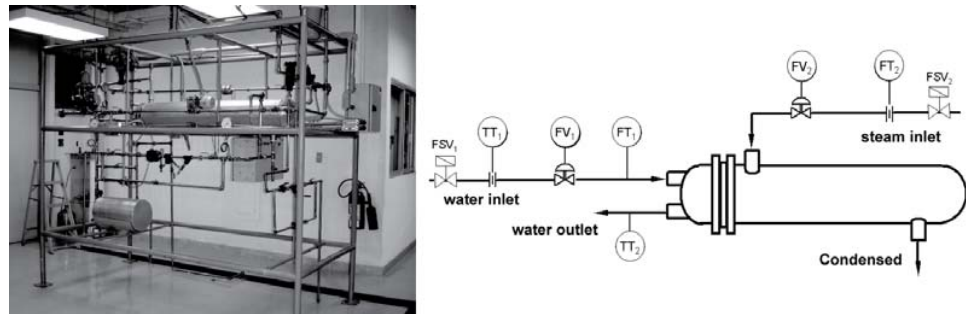 FV2
FT2
FSV2
steam inlet
FSV1
TT1
FV1
FT1
water inlet
water outlet
TT2
Condensed